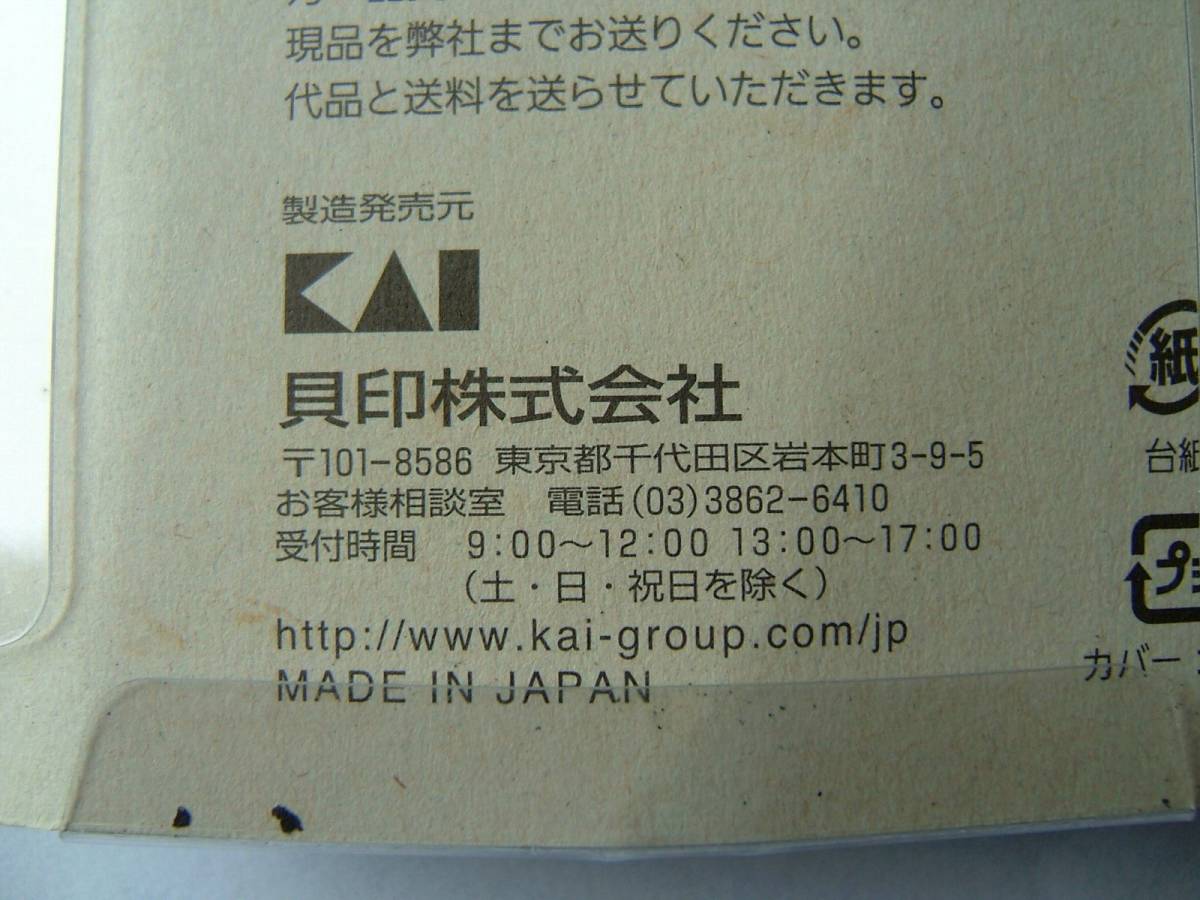 現品を弊社までお送りください。
代品と送料を送らせていただきます。
製造発売元
KAI
貝印株式会社
〒101-8586 東京都千代田区岩本町3-9-5
お客様相談室 電話(03)3862-6410
受付時間 9:00〜12:00 13:00〜17:00
(土・日・祝日を除く)
http://www.kai-group.com/jp
MADE IN JAPAN
紙
台紙
プ
カバー